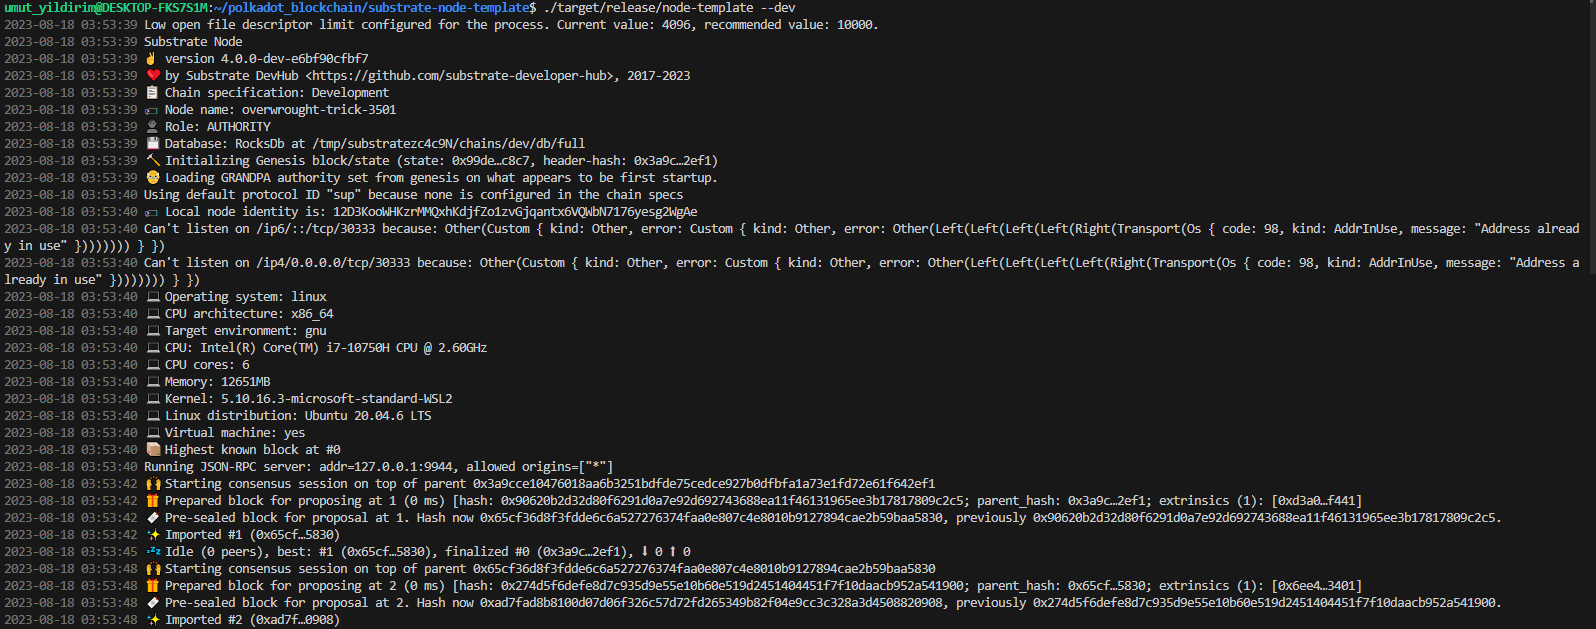 umut_yildirim@DESKTOP-FKS7S1M:~/polkadot_blockchain/substrate-node-template$ ./target/release/node-template --dev
2023-08-18 03:53:39 Low open file descriptor limit configured for the process. Current value: 4096, recommended value: 10000.
2023-08-18 03:53:39 Substrate Node
2023-08-18 03:53:39 ✌️ version 4.0.0-dev-e6bf90cfbf7
2023-08-18 03:53:39 ❤️ by Substrate DevHub <https://github.com/substrate-developer-hub>, 2017-2023
2023-08-18 03:53:39 📋 Chain specification: Development
2023-08-18 03:53:39 🏷 Node name: overwrought-trick-3501
2023-08-18 03:53:39 👤 Role: AUTHORITY
2023-08-18 03:53:39 💾 Database: RocksDb at /tmp/substratezc4c9N/chains/dev/db/full
2023-08-18 03:53:39 🔨 Initializing Genesis block/state (state: 0x99de…c8c7, header-hash: 0x3a9c…2ef1)
2023-08-18 03:53:39 👴 Loading GRANDPA authority set from genesis on what appears to be first startup.
2023-08-18 03:53:40 Using default protocol ID "sup" because none is configured in the chain specs
2023-08-18 03:53:40 🏷 Local node identity is: 12D3KooWHKzrMMQxhKdjfZo1zvGjqantx6VQWbN7176yesg2WgAe
2023-08-18 03:53:40 Can't listen on /ip6/::/tcp/30333 because: Other(Custom { kind: Other, error: Custom { kind: Other, error: Other(Left(Left(Left(Left(Left(Right(Transport(Os { code: 98, kind: AddrInUse, message: "Address alread
y in use" })))))))) } })
2023-08-18 03:53:40 Can't listen on /ip4/0.0.0.0/tcp/30333 because: Other(Custom { kind: Other, error: Custom { kind: Other, error: Other(Left(Left(Left(Left(Left(Right(Transport(Os { code: 98, kind: AddrInUse, message: "Address a
lready in use" })))))))) } })
2023-08-18 03:53:40 💻 Operating system: linux
2023-08-18 03:53:40 💻 CPU architecture: x86_64
2023-08-18 03:53:40 💻 Target environment: gnu
2023-08-18 03:53:40 💻 CPU: Intel(R) Core(TM) i7-10750H CPU @ 2.60GHz
2023-08-18 03:53:40 💻 CPU cores: 6
2023-08-18 03:53:40 💻 Memory: 12651MB
2023-08-18 03:53:40 💻 Kernel: 5.10.16.3-microsoft-standard-WSL2
2023-08-18 03:53:40 💻 Linux distribution: Ubuntu 20.04.6 LTS
2023-08-18 03:53:40 💻 Virtual machine: yes
2023-08-18 03:53:40 📦 Highest known block at #0
2023-08-18 03:53:40 Running JSON-RPC server: addr=127.0.0.1:9944, allowed origins=["*"]
2023-08-18 03:53:42 🙌 Starting consensus session on top of parent 0x3a9cce10476018aa6b3251bdfde75cedce927b0dfbfa1a73e1fd72e61f642ef1
2023-08-18 03:53:42 🎁 Prepared block for proposing at 1 (0 ms) [hash: 0x90620b2d32d80f6291d0a7e92d692743688ea11f46131965ee3b17817809c2c5; parent_hash: 0x3a9c…2ef1; extrinsics (1): [0xd3a0…f441]
2023-08-18 03:53:42 🔖 Pre-sealed block for proposal at 1. Hash now 0x65cf36d8f3fdde6c6a527276374faa0e807c4e8010b9127894cae2b59baa5830, previously 0x90620b2d32d80f6291d0a7e92d692743688ea11f46131965ee3b17817809c2c5.
2023-08-18 03:53:42 ✨ Imported #1 (0x65cf…5830)
2023-08-18 03:53:45 💤 Idle (0 peers), best: #1 (0x65cf…5830), finalized #0 (0x3a9c…2ef1), ⬇ 0 ⬆ 0
2023-08-18 03:53:48 🙌 Starting consensus session on top of parent 0x65cf36d8f3fdde6c6a527276374faa0e807c4e8010b9127894cae2b59baa5830
2023-08-18 03:53:48 🎁 Prepared block for proposing at 2 (0 ms) [hash: 0x274d5f6defe8d7c935d9e55e10b60e519d2451404451f7f10daacb952a541900; parent_hash: 0x65cf…5830; extrinsics (1): [0x6ee4…3401]
2023-08-18 03:53:48 🔖 Pre-sealed block for proposal at 2. Hash now 0xad7fad8b8100d07d06f326c57d72fd265349b82f04e9cc3c328a3d4508820908, previously 0x274d5f6defe8d7c935d9e55e10b60e519d2451404451f7f10daacb952a541900.
2023-08-18 03:53:48 ✨ Imported #2 (0xad7f…0908)